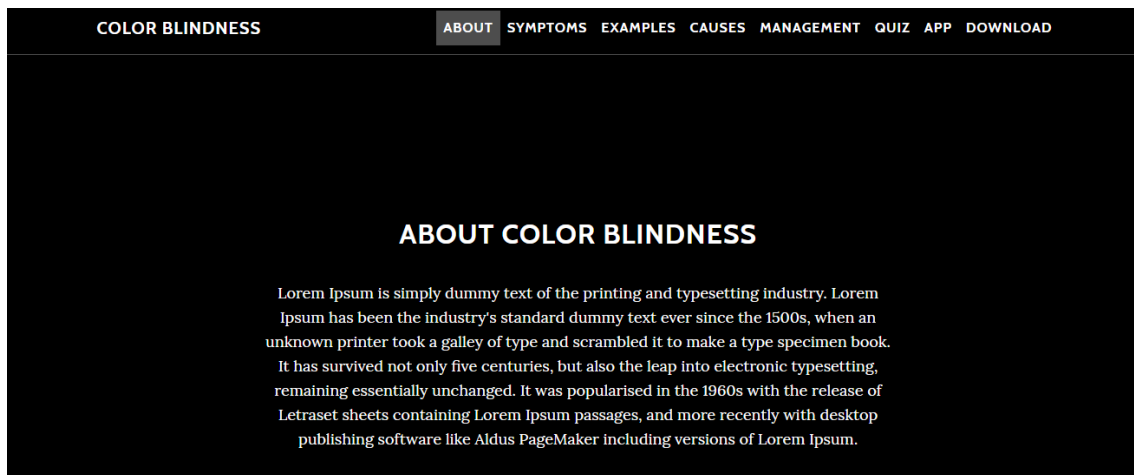 COLOR BLINDNESS
ABOUT SYMPTOMS EXAMPLES CAUSES MANAGEMENT QUIZ APP DOWNLOAD
ABOUT COLOR BLINDNESS
Lorem Ipsum is simply dummy text of the printing and typesetting industry. Lorem
Ipsum has been the industry's standard dummy text ever since the 1500s, when an
unknown printer took a galley of type and scrambled it to make a type specimen book.
It has survived not only five centuries, but also the leap into electronic typesetting,
remaining essentially unchanged. It was popularised in the 1960s with the release of
Letraset sheets containing Lorem Ipsum passages, and more recently with desktop
publishing software like Aldus PageMaker including versions of Lorem Ipsum.